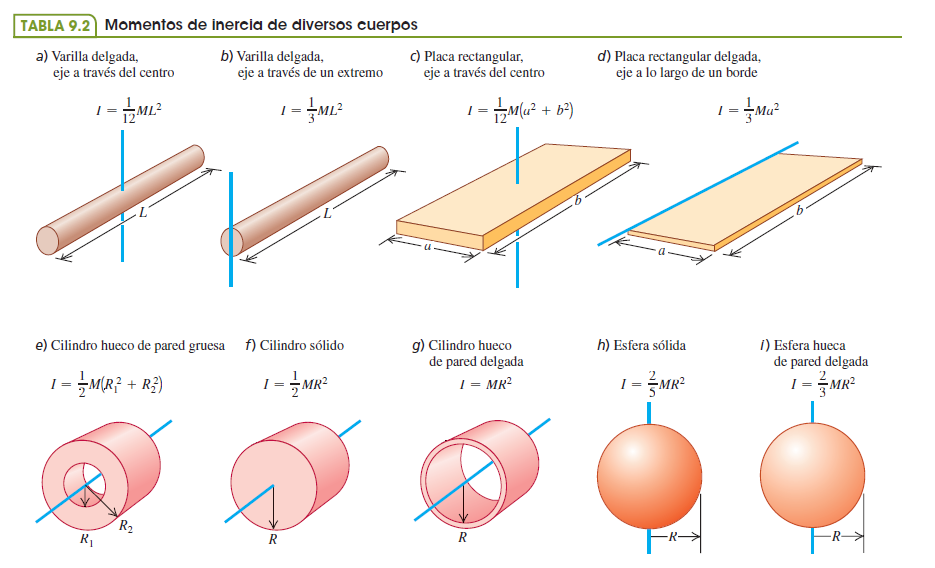 TABLA 9.2 Momentos de inercia de diversos cuerpos
a) Varilla delgada,
eje a través del centro
I = 1/12 ML²
L
b) Varilla delgada,
eje a través de un extremo
I = 1/3 ML²
L
c) Placa rectangular,
eje a través del centro
I = 1/12 M(a² + b²)
b
a
d) Placa rectangular delgada,
eje a lo largo de un borde
I = 1/3 Ma²
b
a
e) Cilindro hueco de pared gruesa
I = 1/2 M(R₁² + R₂²)
R₁
R₂
f) Cilindro sólido
I = 1/2 MR²
R
g) Cilindro hueco
de pared delgada
I = MR²
R
h) Esfera sólida
I = 2/5 MR²
R
i) Esfera hueca
de pared delgada
I = 2/3 MR²
R